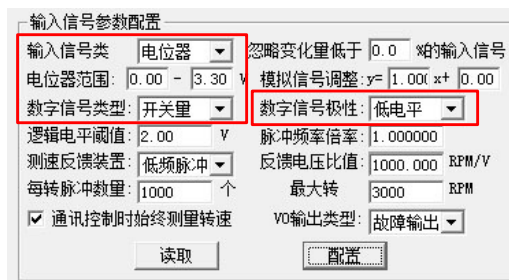 输入信号参数配置
输入信号类 电位器 忽略变化量低于 0.0 %的输入信号
电位器范围: 0.00 - 3.30 V 模拟信号调整:y= 1.00( x+ 0.00
数字信号类型: 开关量 数字信号极性: 低电平
逻辑电平阈值: 2.00 V 脉冲频率倍率: 1.000000
测速反馈装置: 低频脉冲 反馈电压比值: 1000.000 RPM/V
每转脉冲数量: 1000 个 最大转 3000 RPM
通讯控制时始终测量转速 VO输出类型: 故障输出
读取 配置